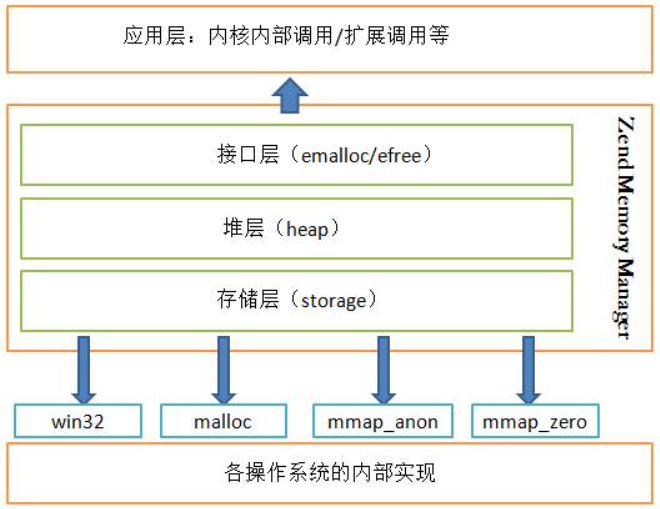 应用层：内核内部调用/扩展调用等
接口层（emalloc/efree）
堆层（heap）
存储层（storage）
Zend Memory Manager
win32
malloc
mmap_anon
mmap_zero
各操作系统的内部实现